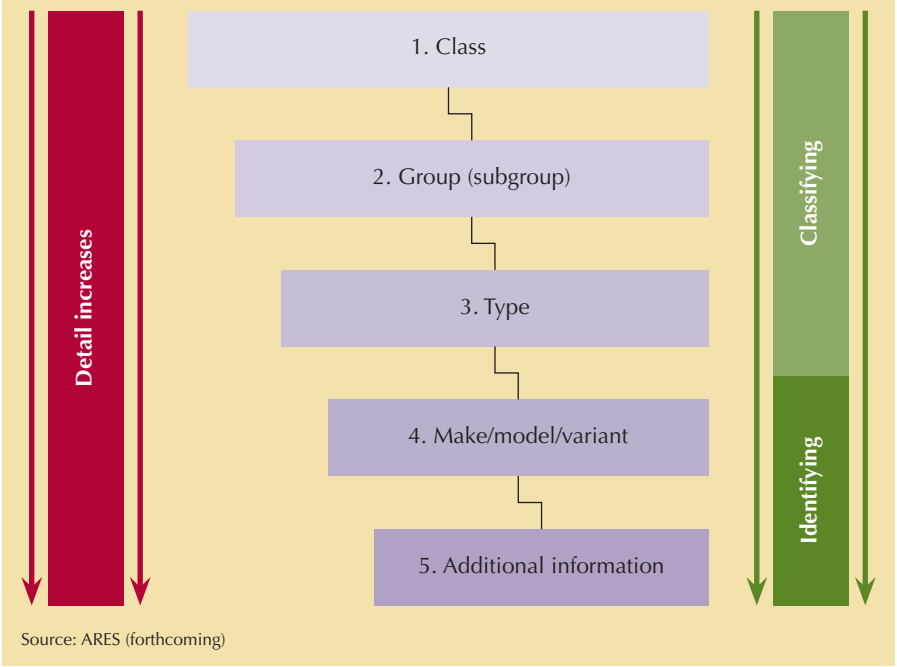 Detail increases
1. Class
2. Group (subgroup)
3. Type
4. Make/model/variant
5. Additional information
Classifying
Identifying
Source: ARES (forthcoming)